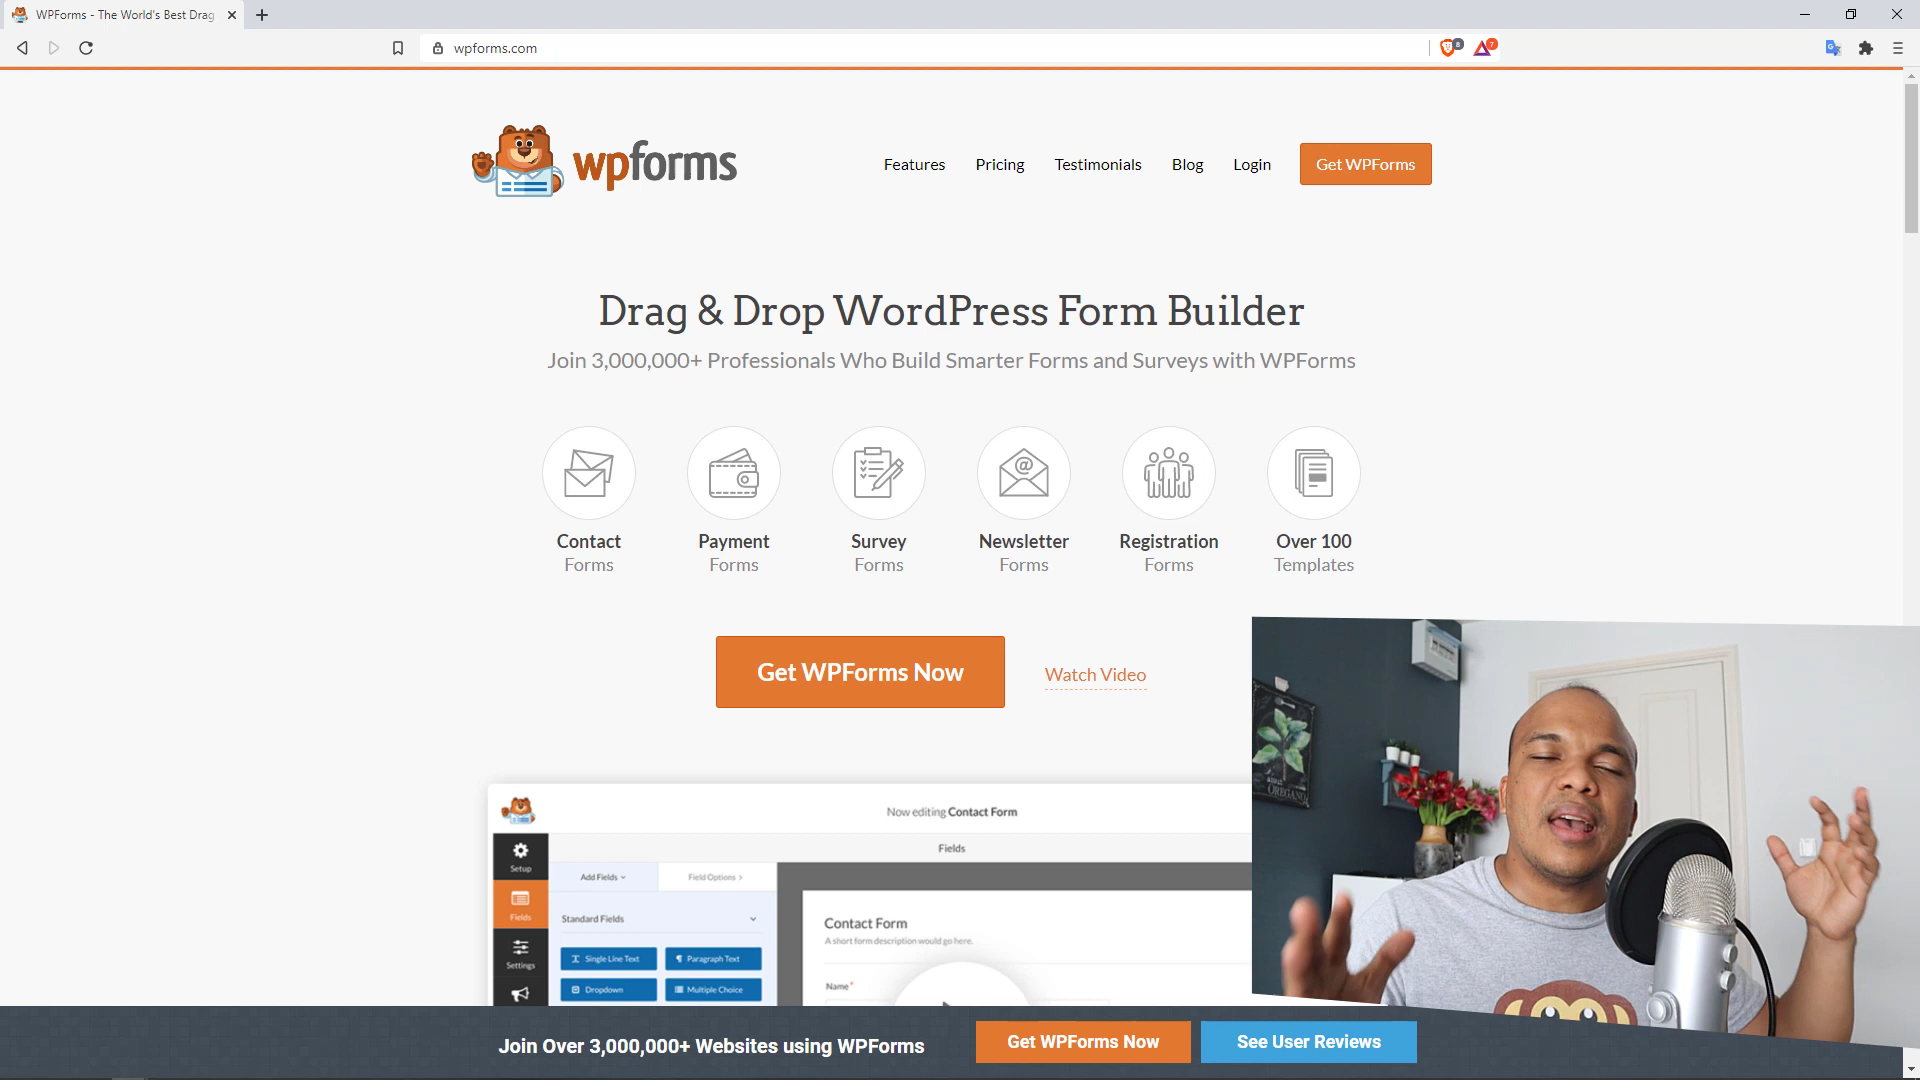 WPForms - The World's Best Drag
wpforms.com
8
7
wpforms
Features
Pricing
Testimonials
Blog
Login
Get WPForms
Drag & Drop WordPress Form Builder
Join 3,000,000+ Professionals Who Build Smarter Forms and Surveys with WPForms
Contact
Forms
Payment
Forms
Survey
Forms
Newsletter
Forms
Registration
Forms
Over 100
Templates
Get WPForms Now
Watch Video
Now editing Contact Form
Setup
Fields
Settings
Fields
Add Fields
Field Options
Standard Fields
Single Line Text
Paragraph Text
Dropdown
Multiple Choice
Contact Form
A short form description would go here.
Name*
OREGANO
Join Over 3,000,000+ Websites using WPForms
Get WPForms Now
See User Reviews